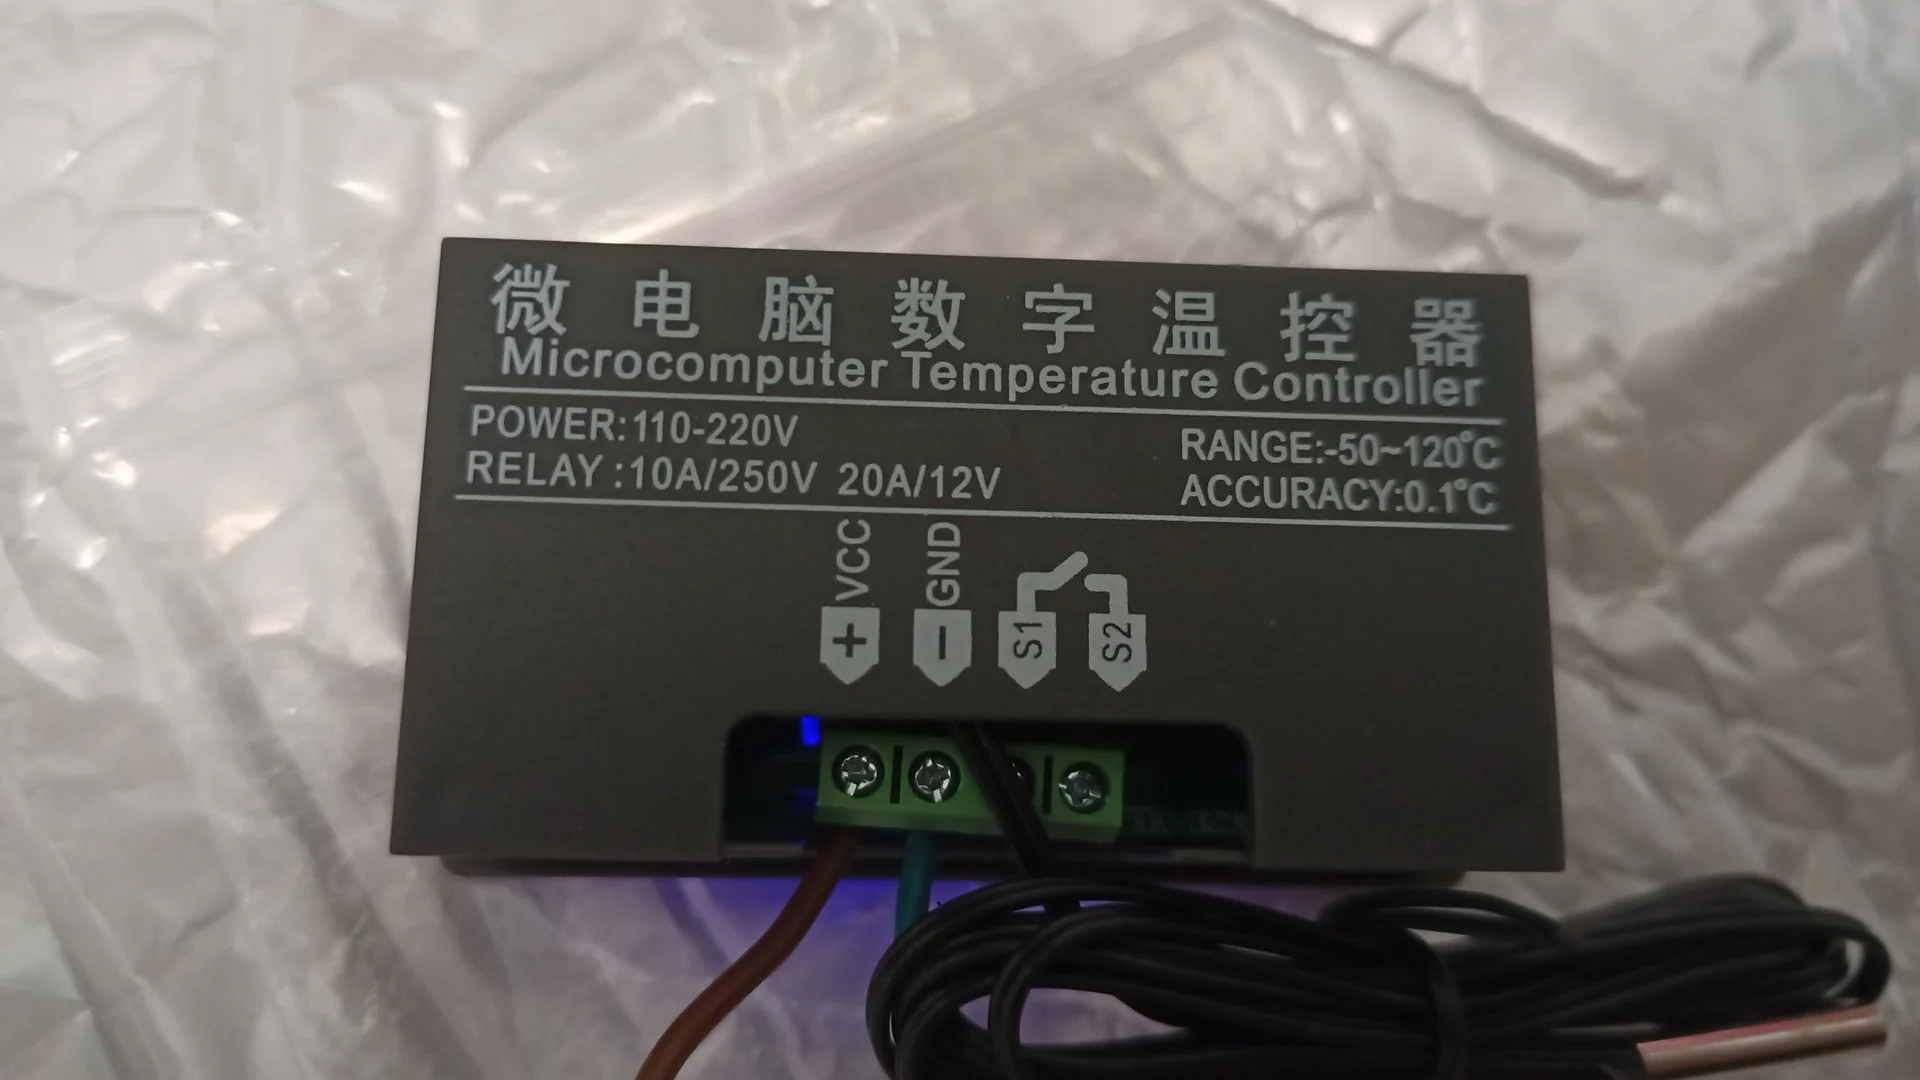 微电脑数字温控器
Microcomputer Temperature Controller
POWER:110-220V
RELAY :10A/250V 20A/12V
RANGE:-50~120°C
ACCURACY:0.1°C
VCC
GND
+
−
S1
S2